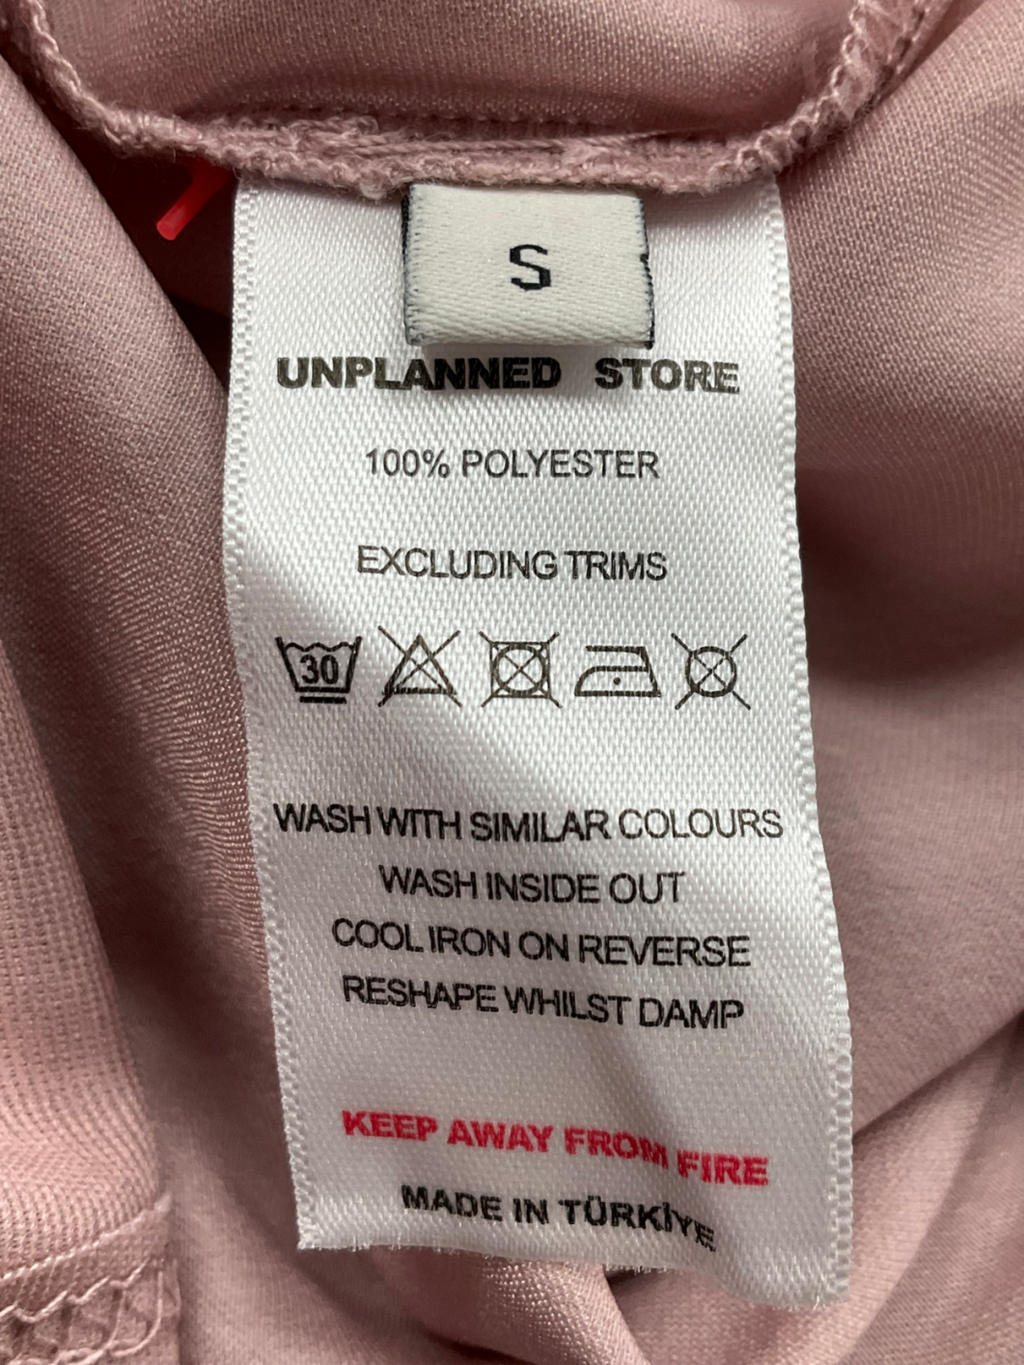 S
UNPLANNED STORE
100% POLYESTER
EXCLUDING TRIMS
30
WASH WITH SIMILAR COLOURS
WASH INSIDE OUT
COOL IRON ON REVERSE
RESHAPE WHILST DAMP
KEEP AWAY FROM FIRE
MADE IN TÜRKİYE